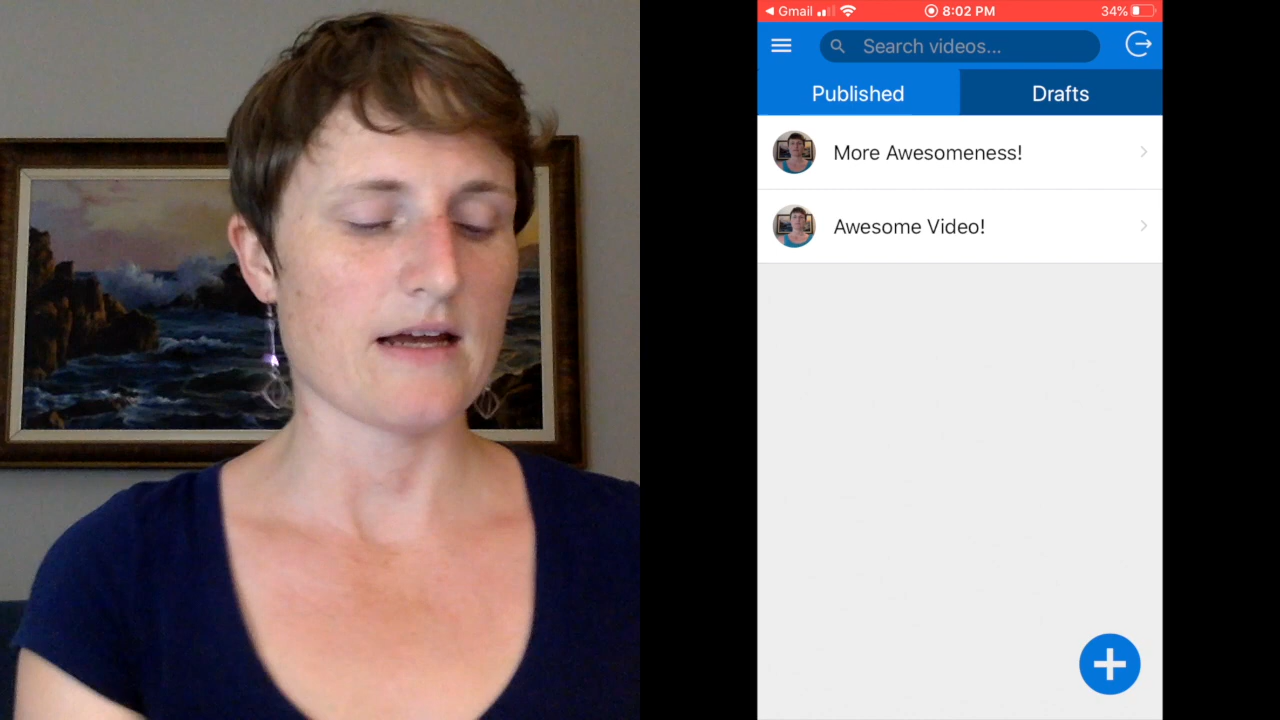 Gmail 8:02 PM 34%
Search videos...
Published Drafts
More Awesomeness!
Awesome Video!